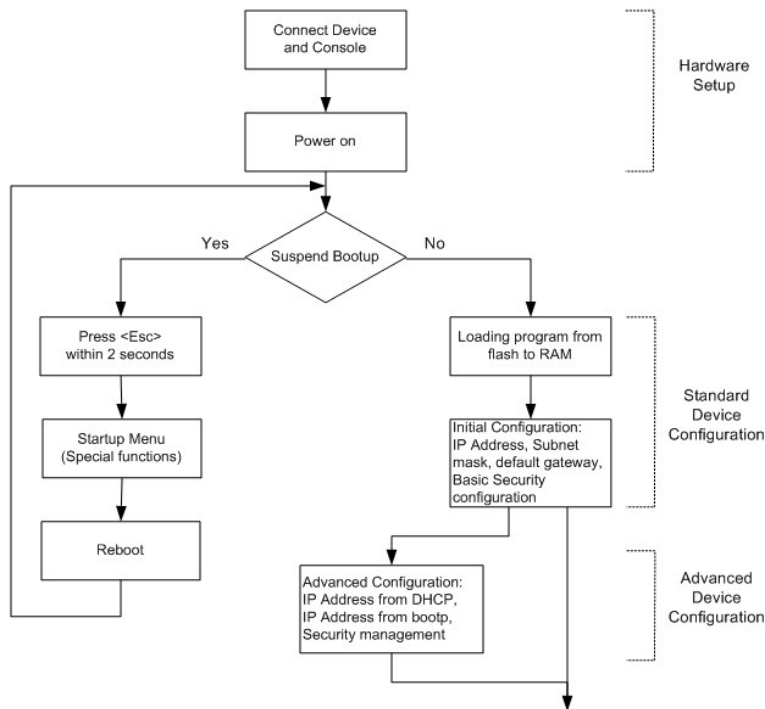 Connect Device
and Console
Hardware
Setup
Power on
Yes
Suspend Bootup
No
Press <Esc>
within 2 seconds
Loading program from
flash to RAM
Standard
Device
Configuration
Startup Menu
(Special functions)
Initial Configuration:
IP Address, Subnet
mask, default gateway,
Basic Security
configuration
Reboot
Advanced Configuration:
IP Address from DHCP,
IP Address from bootp,
Security management
Advanced
Device
Configuration